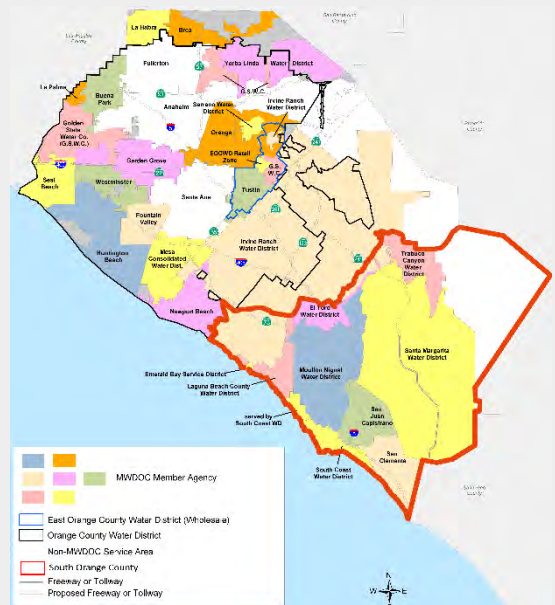 La Habra
Brea
Fullerton
Yorba Linda
Water District
(G.S.W.C.)
La Palma
Buena
Park
Anaheim
Serrano Water
District
Irvine Ranch
Water District
Golden
State
Water Co.
(G.S.W.C.)
Orange
Garden Grove
EOCWD Retail
Zone
G.S.
W.C.
Seal
Beach
Westminster
Santa Ana
Tustin
Fountain
Valley
Huntington
Beach
Mesa
Consolidated
Water Dist.
Irvine Ranch
Water District
Newport Beach
Trabuco
Canyon
Water
District
El Toro
Water District
Emerald Bay Service District
Moulton Niguel
Water District
Santa Margarita
Water District
Laguna Beach County
Water District
served by
South Coast WD
San
Juan
Capistrano
San
Clemente
South Coast
Water District
MWDOC Member Agency
East Orange County Water District (Wholesale)
Orange County Water District
Non-MWDOC Service Area
South Orange County
Freeway or Tollway
Proposed Freeway or Tollway
N
W
E
S